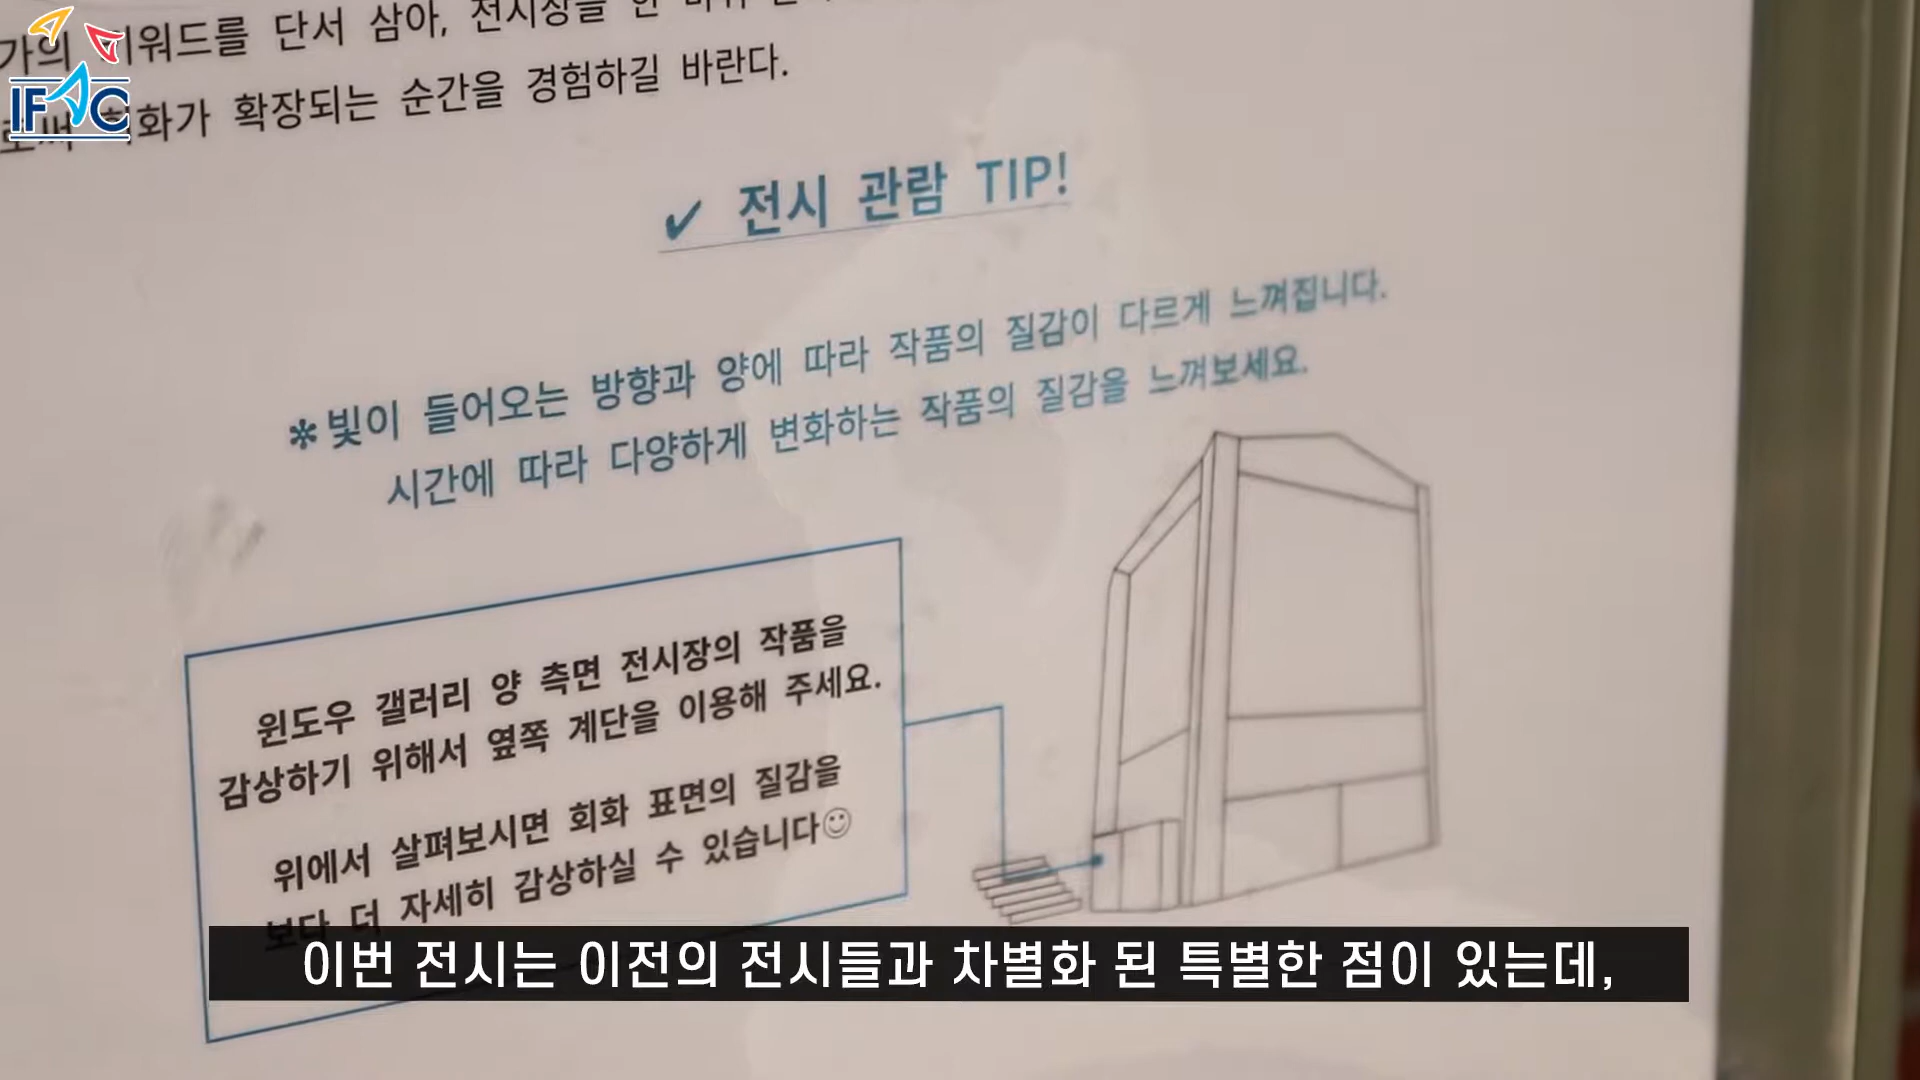 가의 키워드를 단서 삼아, 전시장을 한 바퀴
IFAC
로써 회화가 확장되는 순간을 경험하길 바란다.
✔ 전시 관람 TIP!
*빛이 들어오는 방향과 양에 따라 작품의 질감이 다르게 느껴집니다.
시간에 따라 다양하게 변화하는 작품의 질감을 느껴보세요.
윈도우 갤러리 양 측면 전시장의 작품을
감상하기 위해서 옆쪽 계단을 이용해 주세요.
위에서 살펴보시면 회화 표면의 질감을
보다 더 자세히 감상하실 수 있습니다☺
이번 전시는 이전의 전시들과 차별화 된 특별한 점이 있는데,